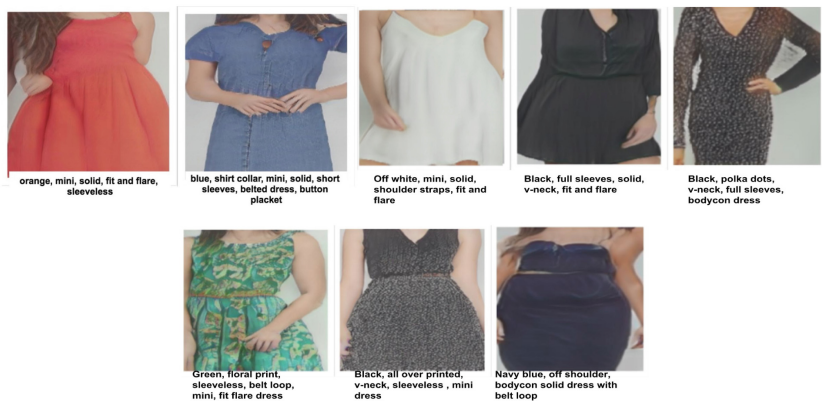 orange, mini, solid, fit and flare,
sleeveless
blue, shirt collar, mini, solid, short
sleeves, belted dress, button
placket
Off white, mini, solid,
shoulder straps, fit and
flare
Black, full sleeves, solid,
v-neck, fit and flare
Black, polka dots,
v-neck, full sleeves,
bodycon dress
Green, floral print,
sleeveless, belt loop,
mini, fit flare dress
Black, all over printed,
v-neck, sleeveless , mini
dress
Navy blue, off shoulder,
bodycon solid dress with
belt loop